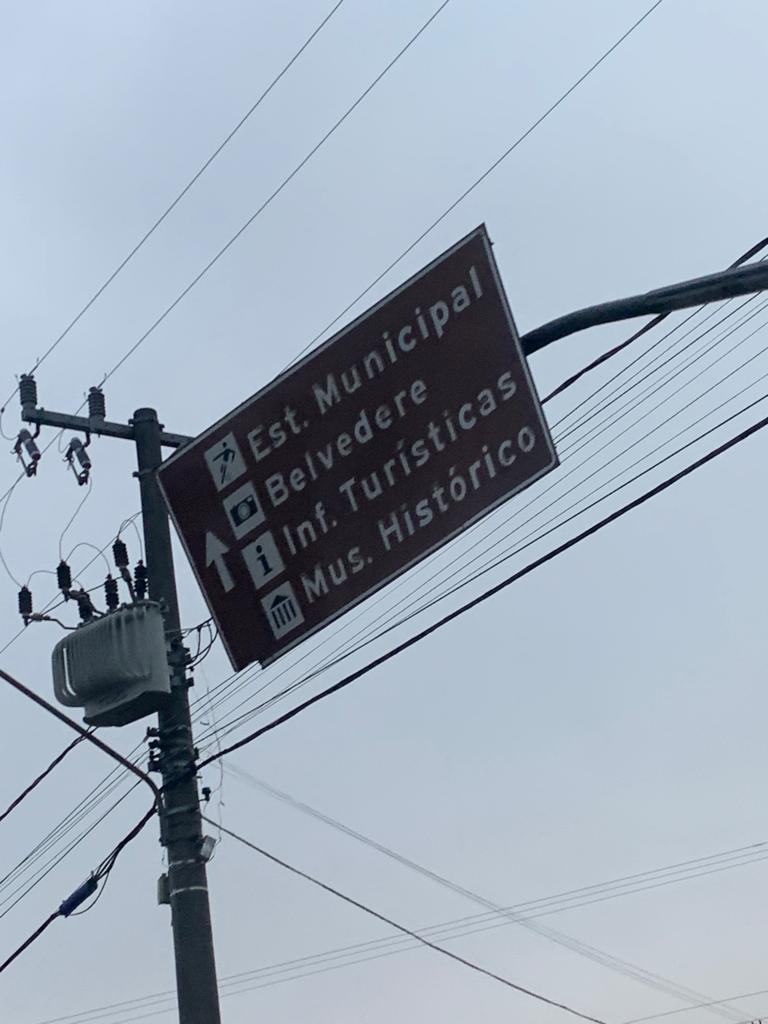 Est. Municipal
Belvedere
Inf. Turísticas
Mus. Histórico